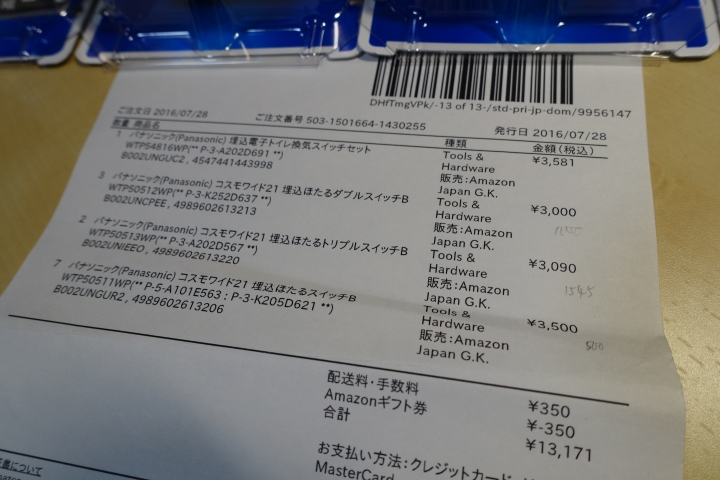 DHfTmgVPk/-13 of 13-/std-pri-jp-dom/9956147
ご注文日 2016/07/28 ご注文番号 503-1501664-1430255 発行日 2016/07/28
数量 商品名 種類 金額(税込)
1 パナソニック(Panasonic) 埋込電子トイレ換気スイッチセット Tools & ¥3,581
WTP54816WP(** P-3-A202D691 **) Hardware
B002UNGUC2 , 4547441443998 販売:Amazon
Japan G.K.
3 パナソニック(Panasonic) コスモワイド21 埋込ほたるダブルスイッチB Tools & ¥3,000
WTP50512WP(** P-3-K252D637 **) Hardware
B002UNCPEE , 4989602613213 販売:Amazon
Japan G.K.
2 パナソニック(Panasonic) コスモワイド21 埋込ほたるトリプルスイッチB Tools & ¥3,090
WTP50513WP(** P-3-A202D567 **) Hardware
B002UNIEEO , 4989602613220 販売:Amazon 1545
Japan G.K.
7 パナソニック(Panasonic) コスモワイド21 埋込ほたるスイッチB Tools & ¥3,500
WTP50511WP(** P-5-A101E563 : P-3-K205D621 **) Hardware
B002UNGUR2 , 4989602613206 販売:Amazon 500
Japan G.K.
配送料・手数料 ¥350
Amazonギフト券 ¥-350
合計 ¥13,171
お支払い方法:クレジットカード
MasterCard